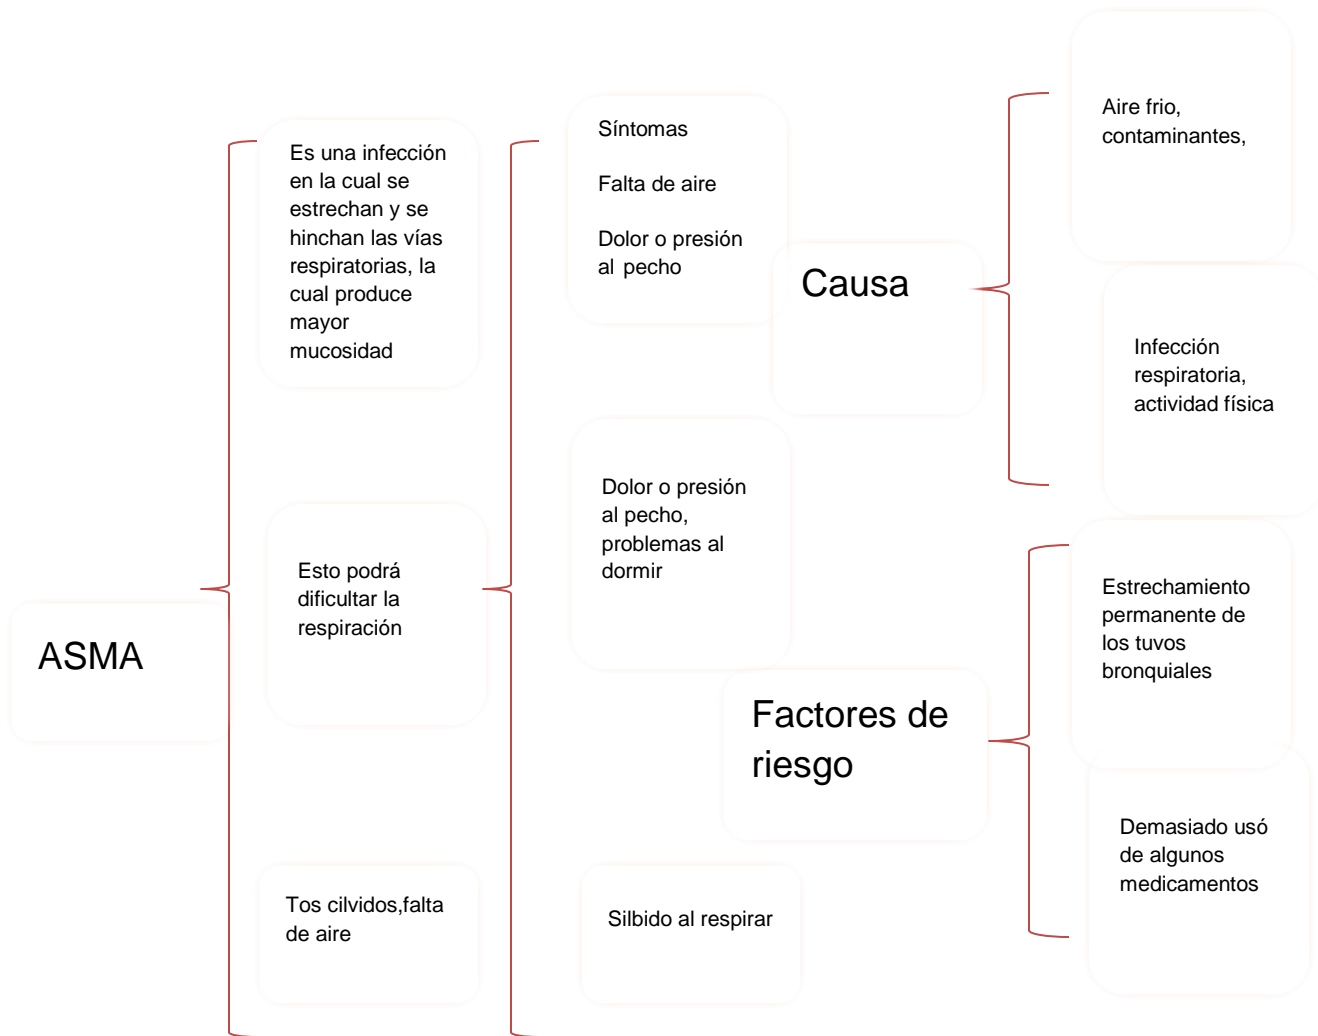 ASMA
Es una infección
en la cual se
estrechan y se
hinchan las vías
respiratorias, la
cual produce
mayor
mucosidad
Esto podrá
dificultar la
respiración
Tos cilvidos,falta
de aire
Síntomas
Falta de aire
Dolor o presión
al pecho
Dolor o presión
al pecho,
problemas al
dormir
Silbido al respirar
Causa
Aire frio,
contaminantes,
Infección
respiratoria,
actividad física
Factores de
riesgo
Estrechamiento
permanente de
los tuvos
bronquiales
Demasiado usó
de algunos
medicamentos